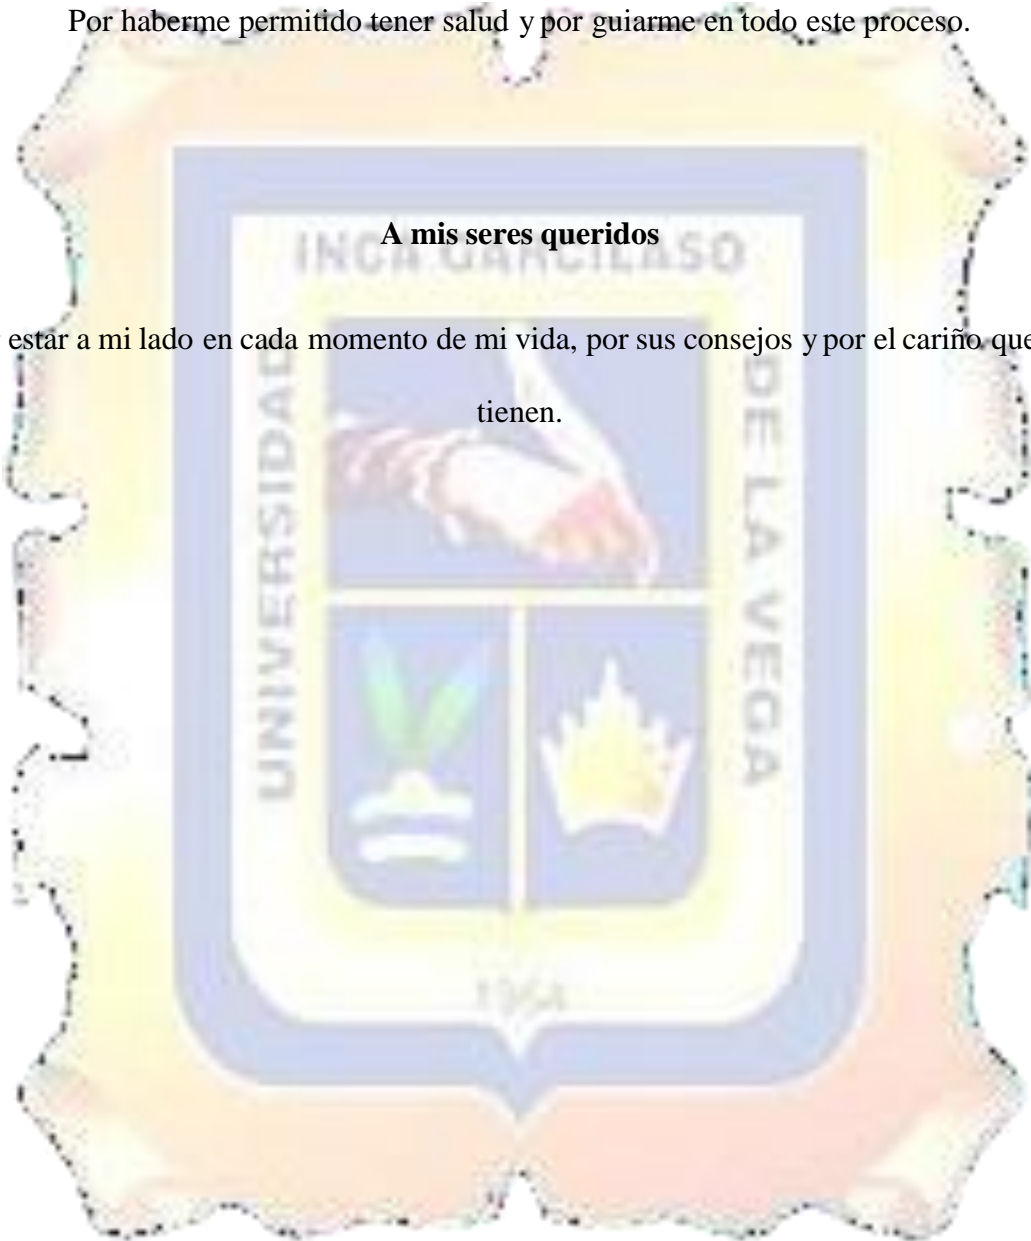 Por haberme permitido tener salud y por guiarme en todo este proceso.
A mis seres queridos
INCA GARCILASO
estar a mi lado en cada momento de mi vida, por sus consejos y por el cariño que
tienen.
UNIVERSIDAD
DE LA VEGA
1964